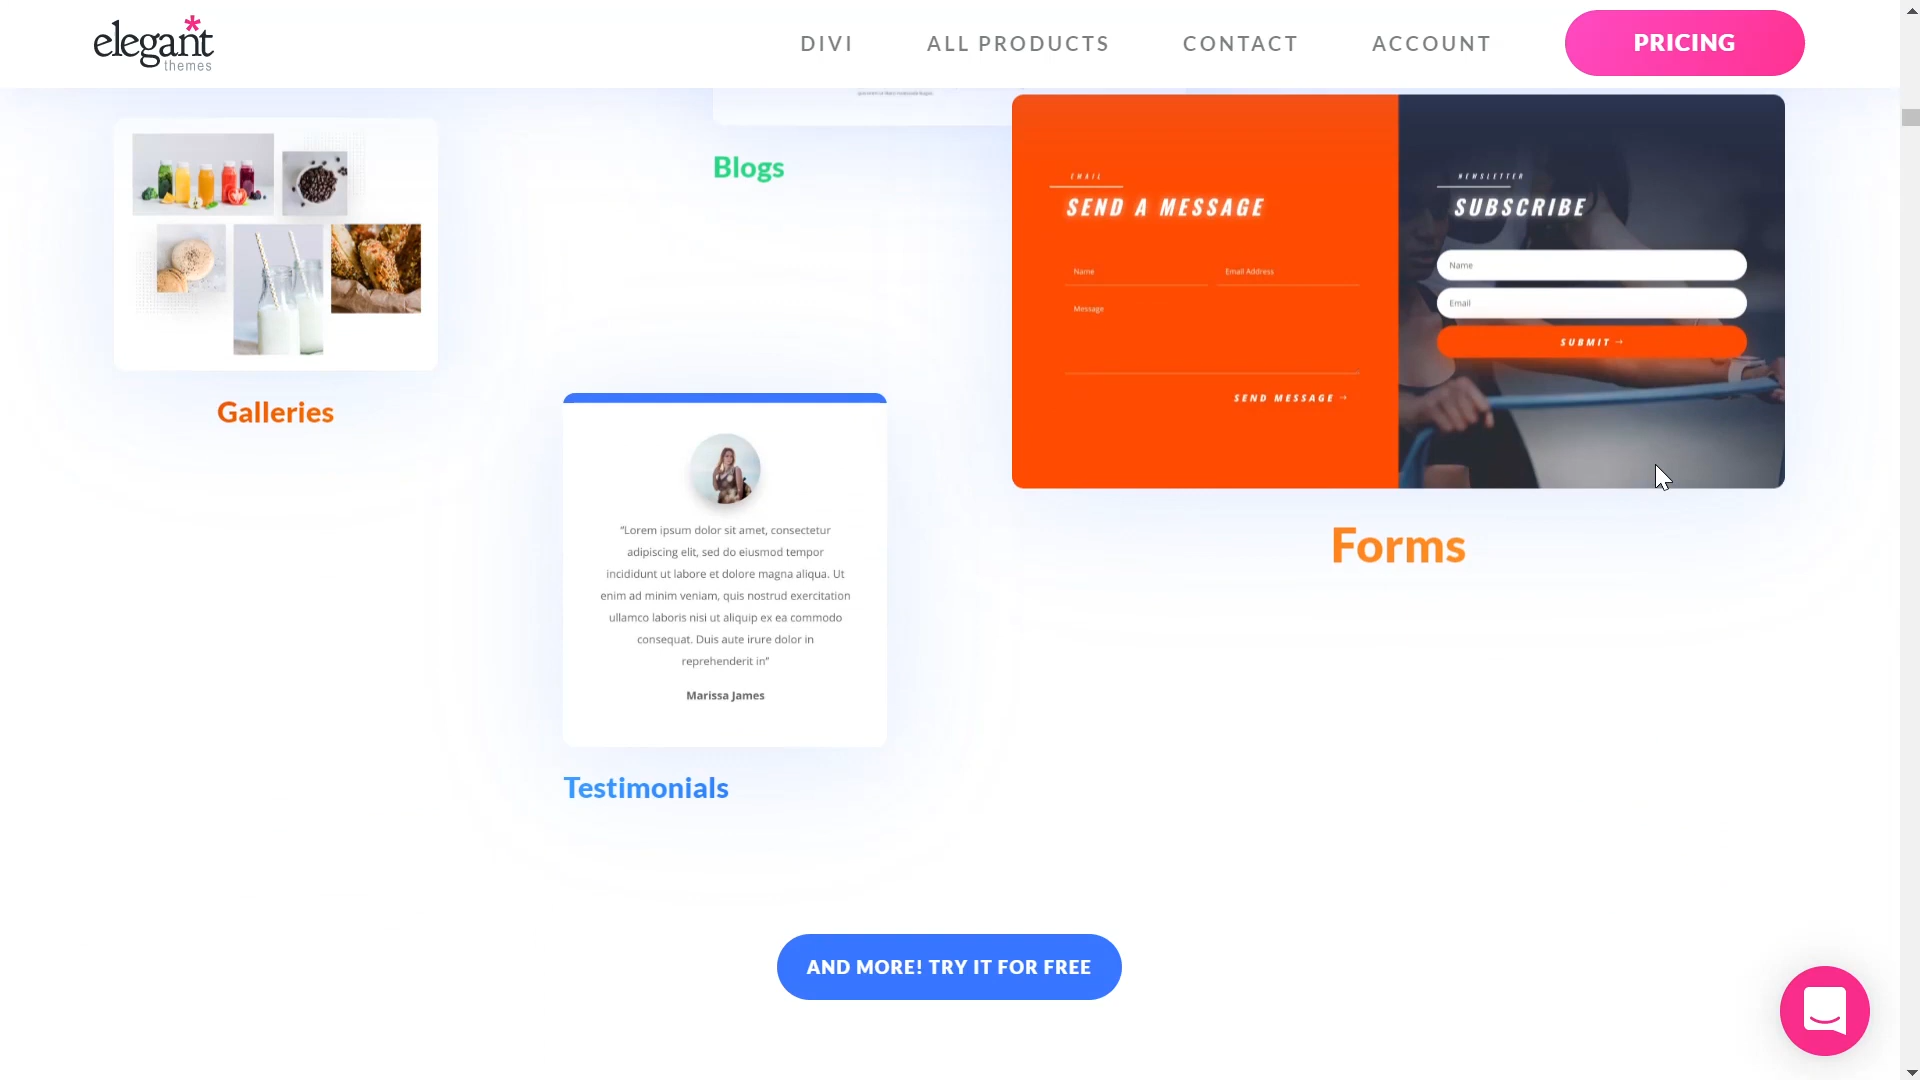 elegant
themes
DIVI
ALL PRODUCTS
CONTACT
ACCOUNT
PRICING
Blogs
Galleries
EMAIL
SEND A MESSAGE
Name
Email Address
Message
SEND MESSAGE →
NEWSLETTER
SUBSCRIBE
Name
Email
SUBMIT →
Forms
“Lorem ipsum dolor sit amet, consectetur
adipiscing elit, sed do eiusmod tempor
incididunt ut labore et dolore magna aliqua. Ut
enim ad minim veniam, quis nostrud exercitation
ullamco laboris nisi ut aliquip ex ea commodo
consequat. Duis aute irure dolor in
reprehenderit in”
Marissa James
Testimonials
AND MORE! TRY IT FOR FREE